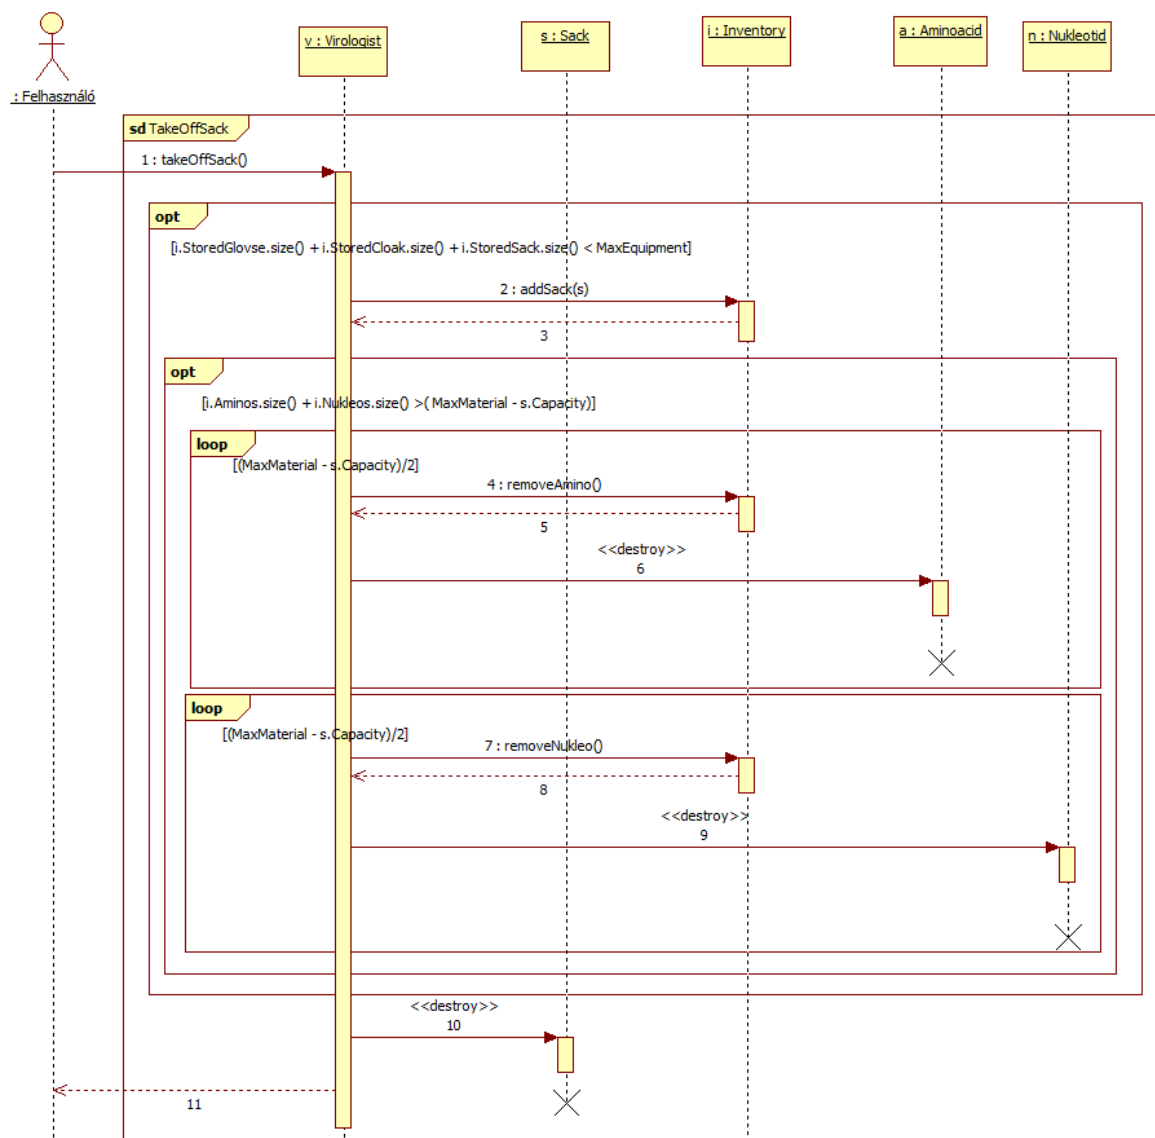 v : Virologist
s : Sack
i : Inventory
a : Aminoacid
n : Nukleotid
: Felhasználó
sd TakeOffSack
1 : takeOffSack()
opt
[i.StoredGlovse.size() + i.StoredCloak.size() + i.StoredSack.size() < MaxEquipment]
2 : addSack(s)
3
opt
[i.Aminos.size() + i.Nukleos.size() >( MaxMaterial - s.Capacity)]
loop
[(MaxMaterial - s.Capacity)/2]
4 : removeAmino()
5
<<destroy>>
6
loop
[(MaxMaterial - s.Capacity)/2]
7 : removeNukleo()
8
<<destroy>>
9
<<destroy>>
10
11